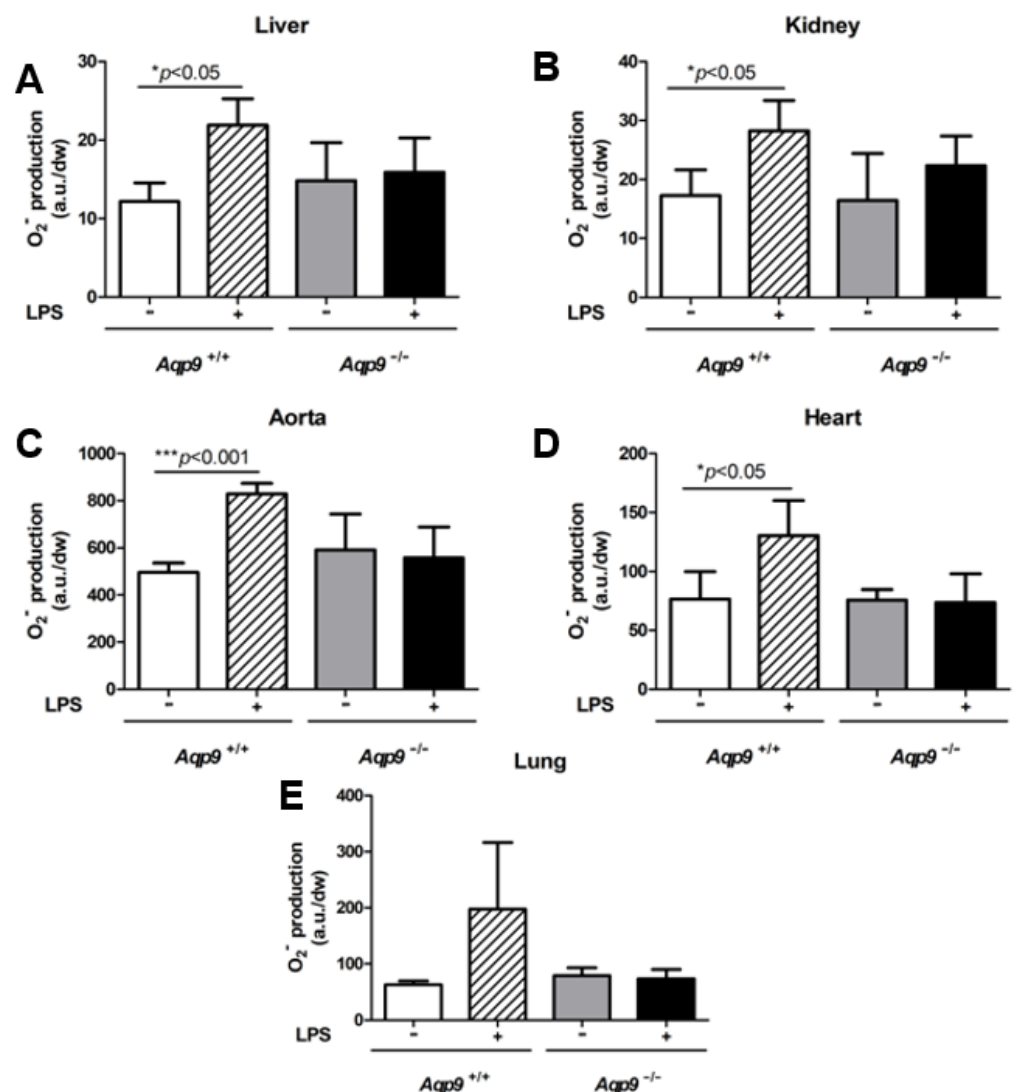 Liver
A
*p<0.05
O₂⁻ production
(a.u./dw)
30
20
10
0
LPS - + - +
Aqp9 +/+ Aqp9 -/-
Kidney
B
*p<0.05
O₂⁻ production
(a.u./dw)
40
30
20
10
0
LPS - + - +
Aqp9 +/+ Aqp9 -/-
Aorta
C
***p<0.001
O₂⁻ production
(a.u./dw)
1000
800
600
400
200
0
LPS - + - +
Aqp9 +/+ Aqp9 -/-
Heart
D
*p<0.05
O₂⁻ production
(a.u./dw)
200
150
100
50
0
LPS - + - +
Aqp9 +/+ Aqp9 -/-
Lung
E
O₂⁻ production
(a.u./dw)
400
300
200
100
0
LPS - + - +
Aqp9 +/+ Aqp9 -/-